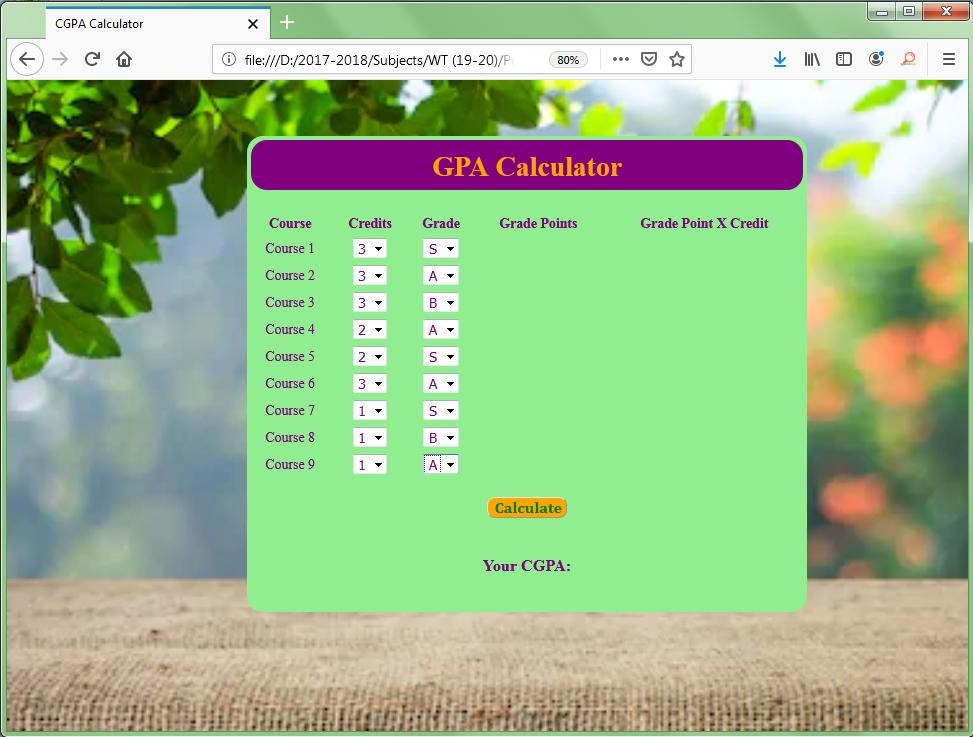 CGPA Calculator
file:///D:/2017-2018/Subjects/WT (19-20)/P
80%
GPA Calculator
Course Credits Grade Grade Points Grade Point X Credit
Course 1 3 S
Course 2 3 A
Course 3 3 B
Course 4 2 A
Course 5 2 S
Course 6 3 A
Course 7 1 S
Course 8 1 B
Course 9 1 A
Calculate
Your CGPA: